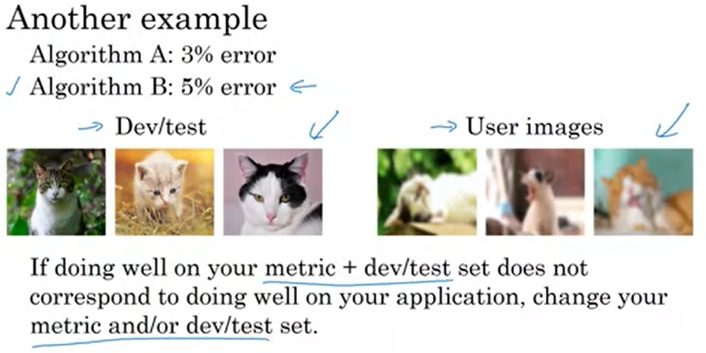 Another example
Algorithm A: 3% error
Algorithm B: 5% error
Dev/test
User images
If doing well on your metric + dev/test set does not
correspond to doing well on your application, change your
metric and/or dev/test set.